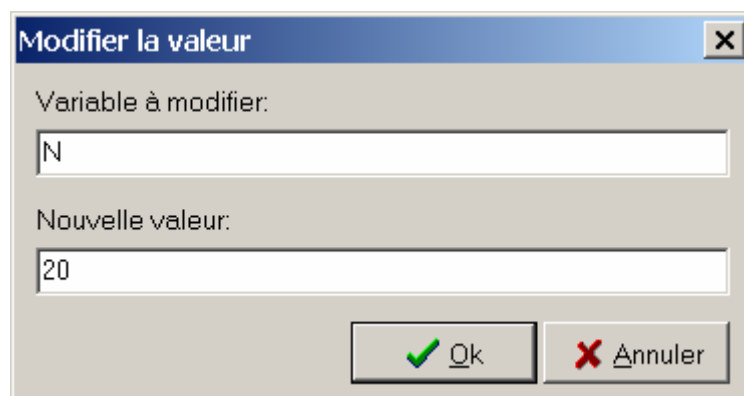 Modifier la valeur
Variable à modifier:
N
Nouvelle valeur:
20
Ok Annuler